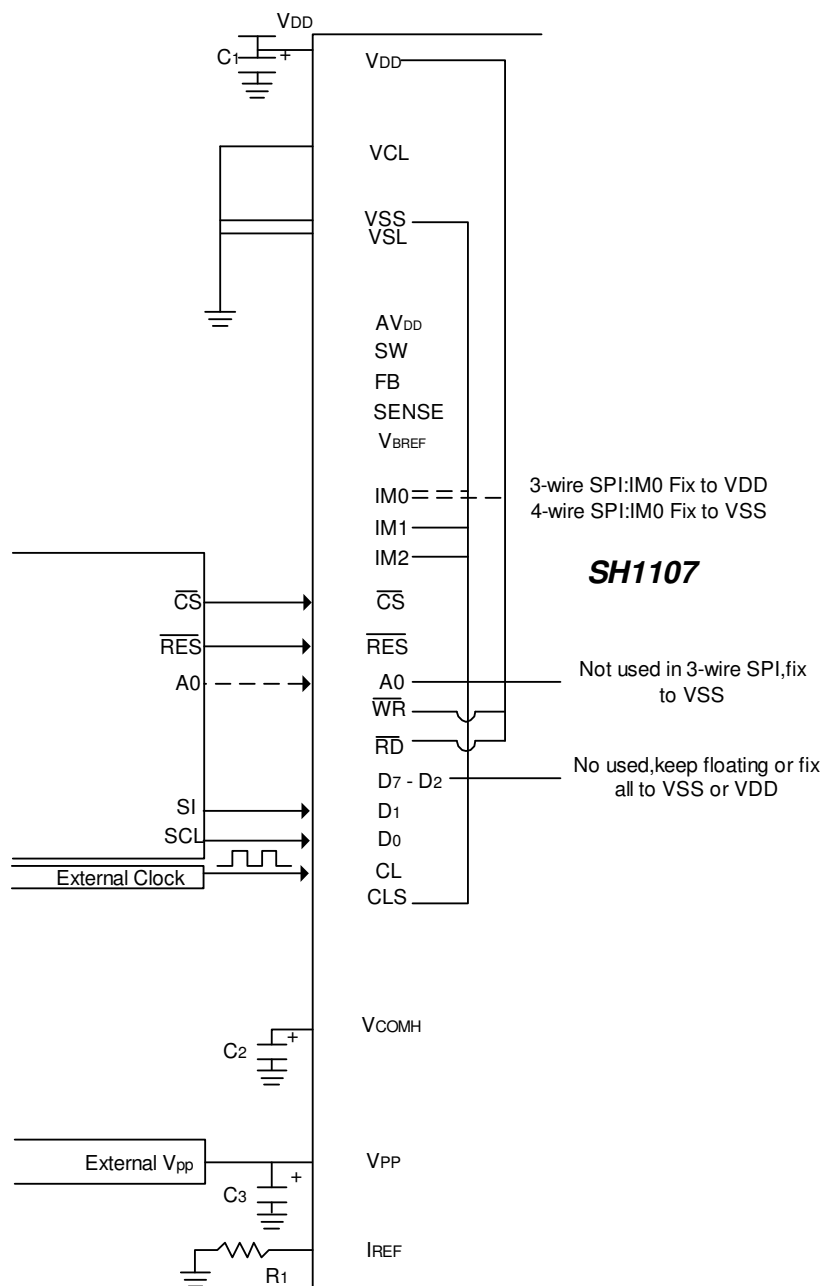 VDD
C1
+
VDD
VCL
VSS
VSL
AVDD
SW
FB
SENSE
VBREF
IM0
3-wire SPI:IM0 Fix to VDD
4-wire SPI:IM0 Fix to VSS
IM1
IM2
SH1107
CS
CS
RES
RES
A0
A0
Not used in 3-wire SPI,fix
to VSS
WR
RD
D7 - D2
No used,keep floating or fix
all to VSS or VDD
SI
D1
SCL
D0
External Clock
CL
CLS
VCOMH
+
C2
External Vpp
VPP
+
C3
IREF
R1